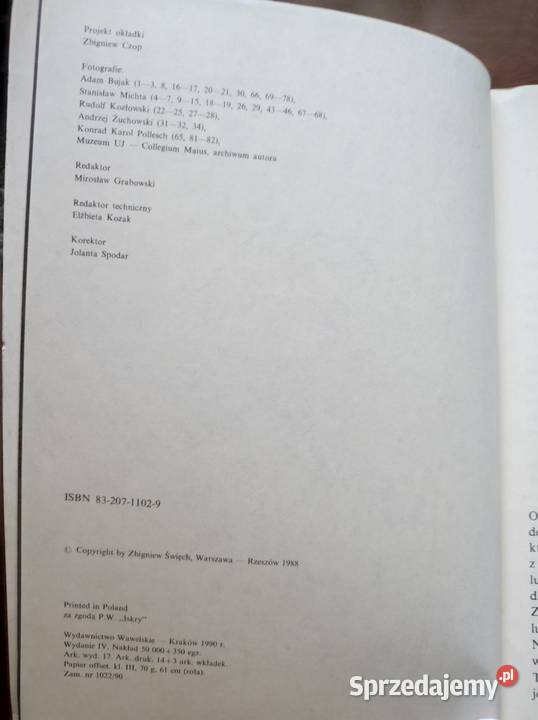 Projekt okładki
Zbigniew Czop
Fotografie:
Adam Bujak (1—3, 8, 16—17, 20—21, 30, 66, 69—78),
Stanisław Michta (4—7, 9—15, 18—19, 26, 29, 43—46, 67—68),
Rudolf Kozłowski (22—25, 27—28),
Andrzej Żuchowski (31—32, 34),
Konrad Karol Pollesch (65, 81—82),
Muzeum UJ — Collegium Maius, archiwum autora
Redaktor
Mirosław Grabowski
Redaktor techniczny
Elżbieta Kozak
Korektor
Jolanta Spodar
ISBN 83-207-1102-9
© Copyright by Zbigniew Święch, Warszawa — Rzeszów 1988
Printed in Poland
za zgodą P.W. „Iskry"
Wydawnictwo Wawelskie — Kraków 1990 r.
Wydanie IV. Nakład 50 000 + 350 egz.
Ark. wyd. 17. Ark. druk. 14 + 3 ark. wkładek.
Papier offset. kl. III, 70 g, 61 cm (rola).
Zam. nr 1022/90
Sprzedajemy.pl